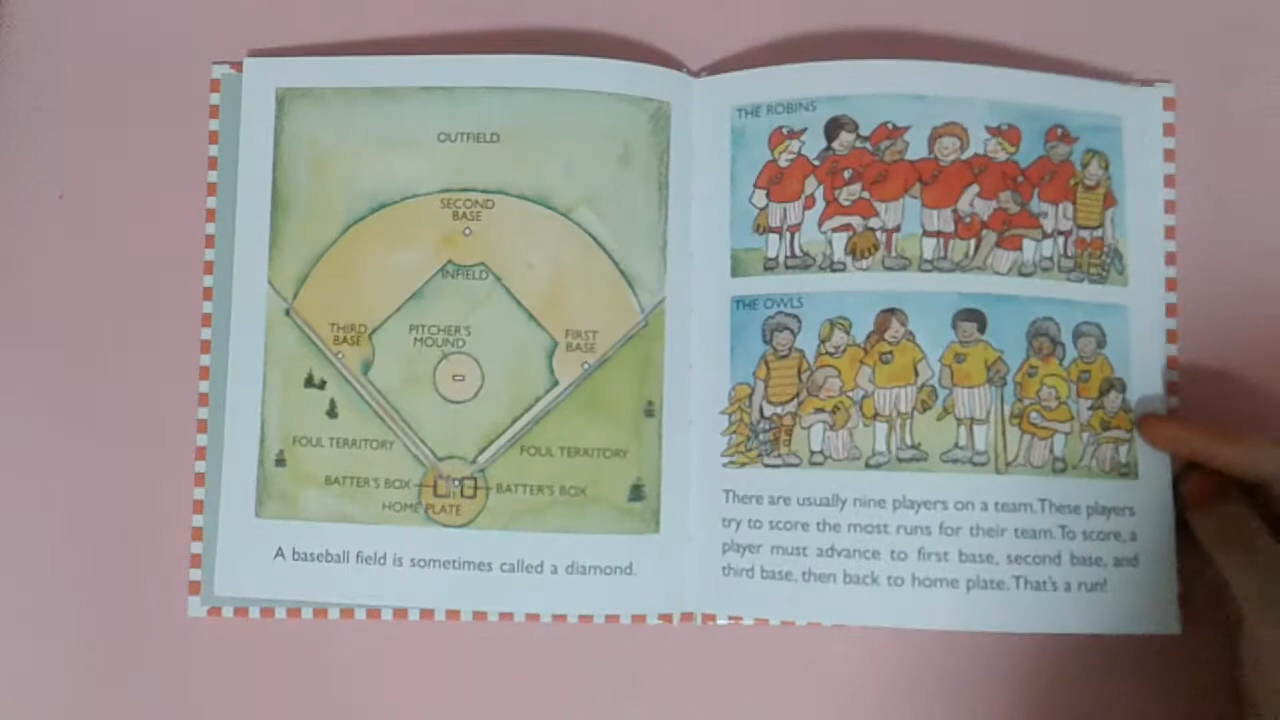 OUTFIELD
SECOND
BASE
INFIELD
THIRD
BASE
PITCHER'S
MOUND
FIRST
BASE
FOUL TERRITORY
FOUL TERRITORY
BATTER'S BOX
BATTER'S BOX
HOME PLATE
A baseball field is sometimes called a diamond.
THE ROBINS
THE OWLS
There are usually nine players on a team. These players
try to score the most runs for their team. To score, a
player must advance to first base, second base, and
third base, then back to home plate. That's a run!